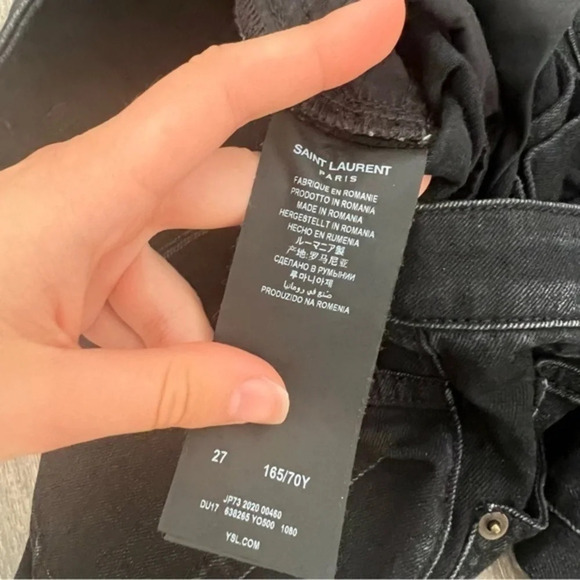 SAINT LAURENT
PARIS
FABRIQUE EN ROMANIE
PRODOTTO IN ROMANIA
MADE IN ROMANIA
HERGESTELLT IN ROMANIA
HECHO EN RUMENIA
ルーマニア製
产地:罗马尼亚
СДЕЛАНО В РУМЫНИИ
루마니아제
صنع في رومانيا
PRODUZIDO NA ROMENIA
27 165/70Y
JP73 2020 00460
DU17 638265 YO500 1080
YSL.COM